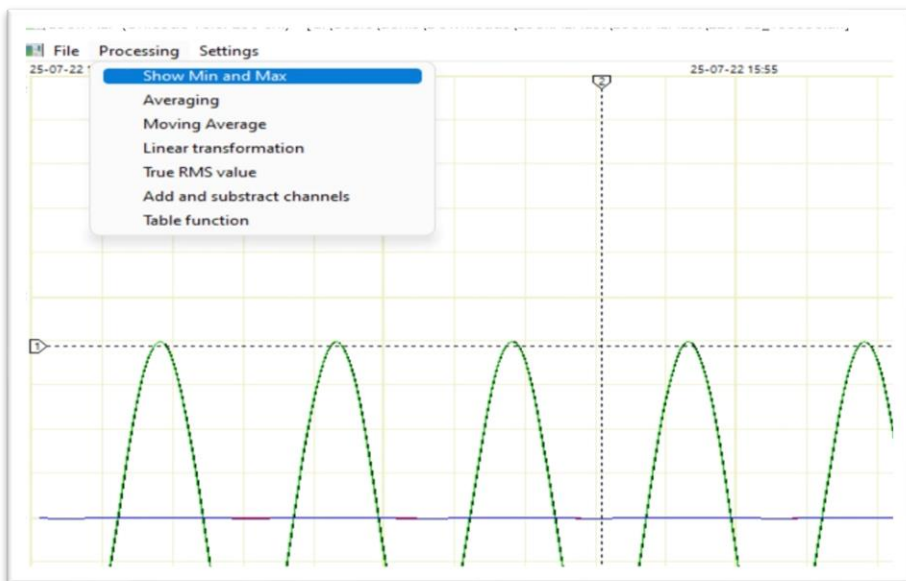 File Processing Settings
25-07-22 1
25-07-22 15:55
Show Min and Max
2
Averaging
Moving Average
Linear transformation
True RMS value
Add and substract channels
Table function
1